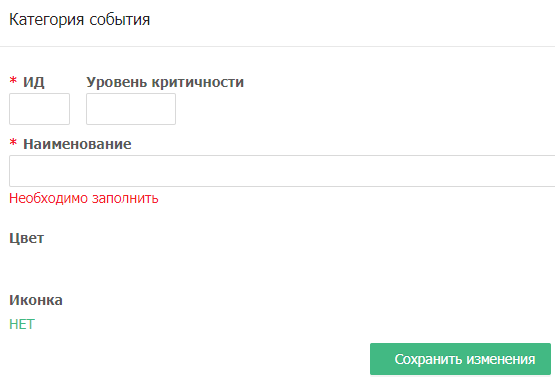 Категория события
* ИД Уровень критичности
* Наименование
Необходимо заполнить
Цвет
Иконка
НЕТ
Сохранить изменения